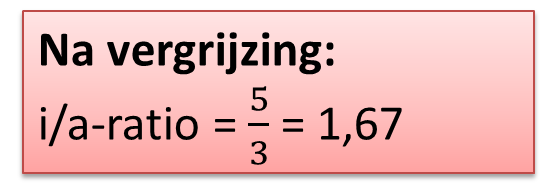 Na vergrijzing:
i/a-ratio = 5/3 = 1,67